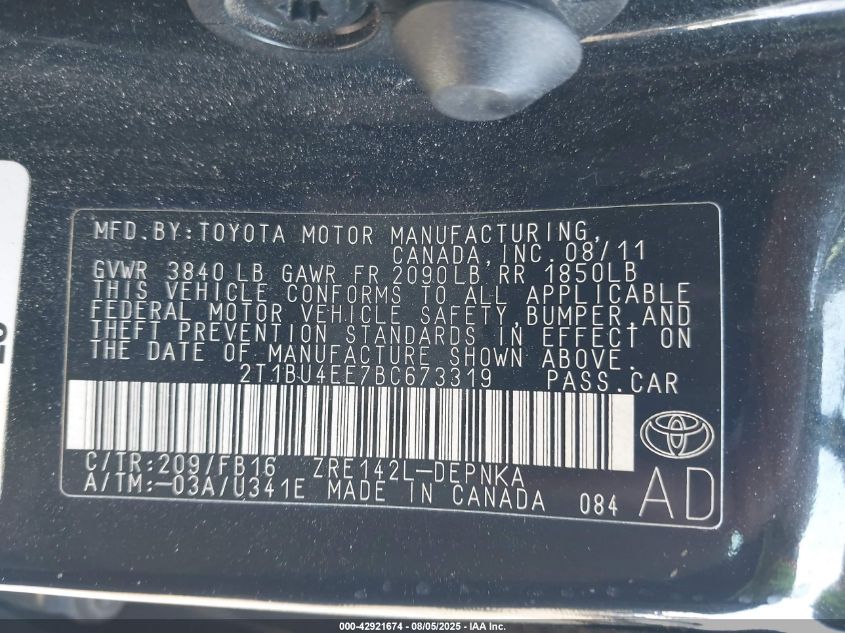 MFD.BY:TOYOTA MOTOR MANUFACTURING,
CANADA, INC. 08/11
GVWR 3840 LB GAWR FR 2090LB RR 1850LB
THIS VEHICLE CONFORMS TO ALL APPLICABLE
FEDERAL MOTOR VEHICLE SAFETY, BUMPER, AND
THEFT PREVENTION STANDARDS IN EFFECT ON
THE DATE OF MANUFACTURE SHOWN ABOVE.
2T1BU4EE7BC673319 PASS.CAR
C/TR:209/FB16 ZRE142L-DEPNKA
A/TM:-03A/U341E MADE IN CANADA 084 AD
000-42921674 - 08/05/2025 - IAA Inc.